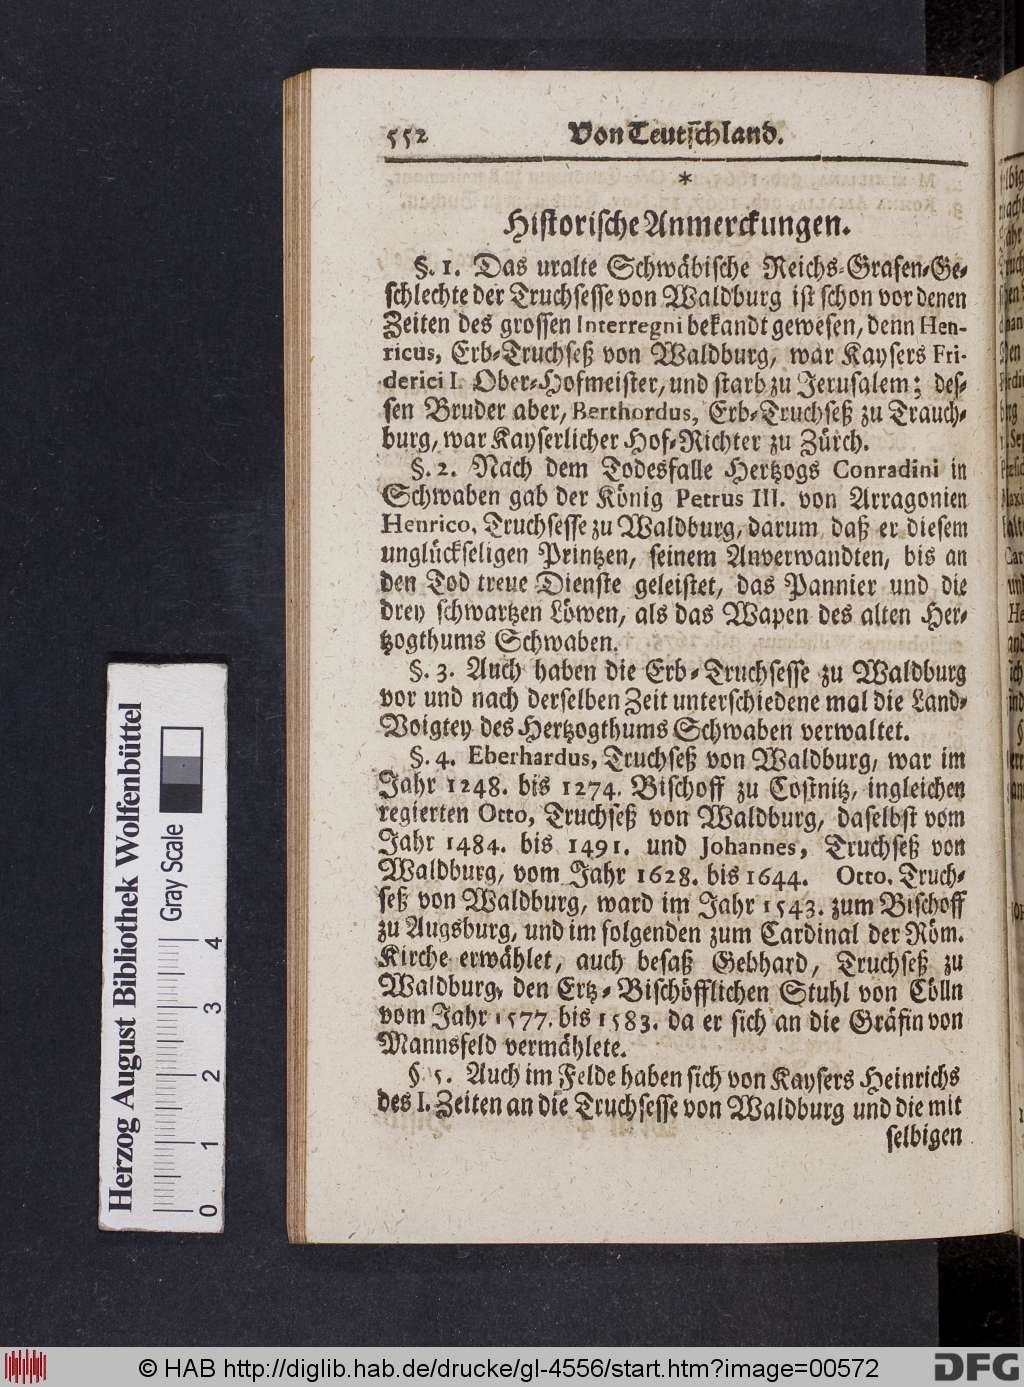 552 Von Teutschland.
*
Historische Anmerckungen.
§. 1. Das uralte Schwäbische Reichs-Grafen-Ge-
schlechte der Truchsesse von Waldburg ist schon vor denen
Zeiten des grossen Interregni bekandt gewesen, denn Hen-
ricus, Erb-Truchseß von Waldburg, war Kaysers Fri-
derici I. Ober-Hofmeister, und starb zu Jerusalem; des-
sen Bruder aber, Berthordus, Erb-Truchseß zu Trauch-
burg, war Kayserlicher Hof-Richter zu Zürch.
§. 2. Nach dem Todesfalle Hertzogs Conradini in
Schwaben gab der König Petrus III. von Arragonien
Henrico, Truchsesse zu Waldburg, darum daß er diesem
unglückseligen Printzen, seinem Anverwandten, bis an
den Tod treue Dienste geleistet, das Pannier und die
drey schwartzen Löwen, als das Wapen des alten Her-
tzogthums Schwaben.
§. 3. Auch haben die Erb-Truchsesse zu Waldburg
vor und nach derselben Zeit unterschiedene mal die Land-
Voigtey des Hertzogthums Schwaben verwaltet.
§. 4. Eberhardus, Truchseß von Waldburg, war im
Jahr 1248. bis 1274. Bischoff zu Costnitz, ingleichen
regierten Otto, Truchseß von Waldburg, daselbst vom
Jahr 1484. bis 1491. und Johannes, Truchseß von
Waldburg, vom Jahr 1628. bis 1644. Otto, Truch-
seß von Waldburg, ward im Jahr 1543. zum Bischoff
zu Augsburg, und im folgenden zum Cardinal der Röm.
Kirche erwählet, auch besaß Gebhard, Truchseß zu
Waldburg, den Ertz-Bischöfflichen Stuhl von Cölln
vom Jahr 1577. bis 1583. da er sich an die Gräfin von
Mannsfeld vermählete.
§. 5. Auch im Felde haben sich von Kaysers Heinrichs
des I. Zeiten an die Truchsesse von Waldburg und die mit
selbigen
Herzog August Bibliothek Wolfenbüttel
Gray Scale
0 1 2 3 4
© HAB http://diglib.hab.de/drucke/gl-4556/start.htm?image=00572
DFG